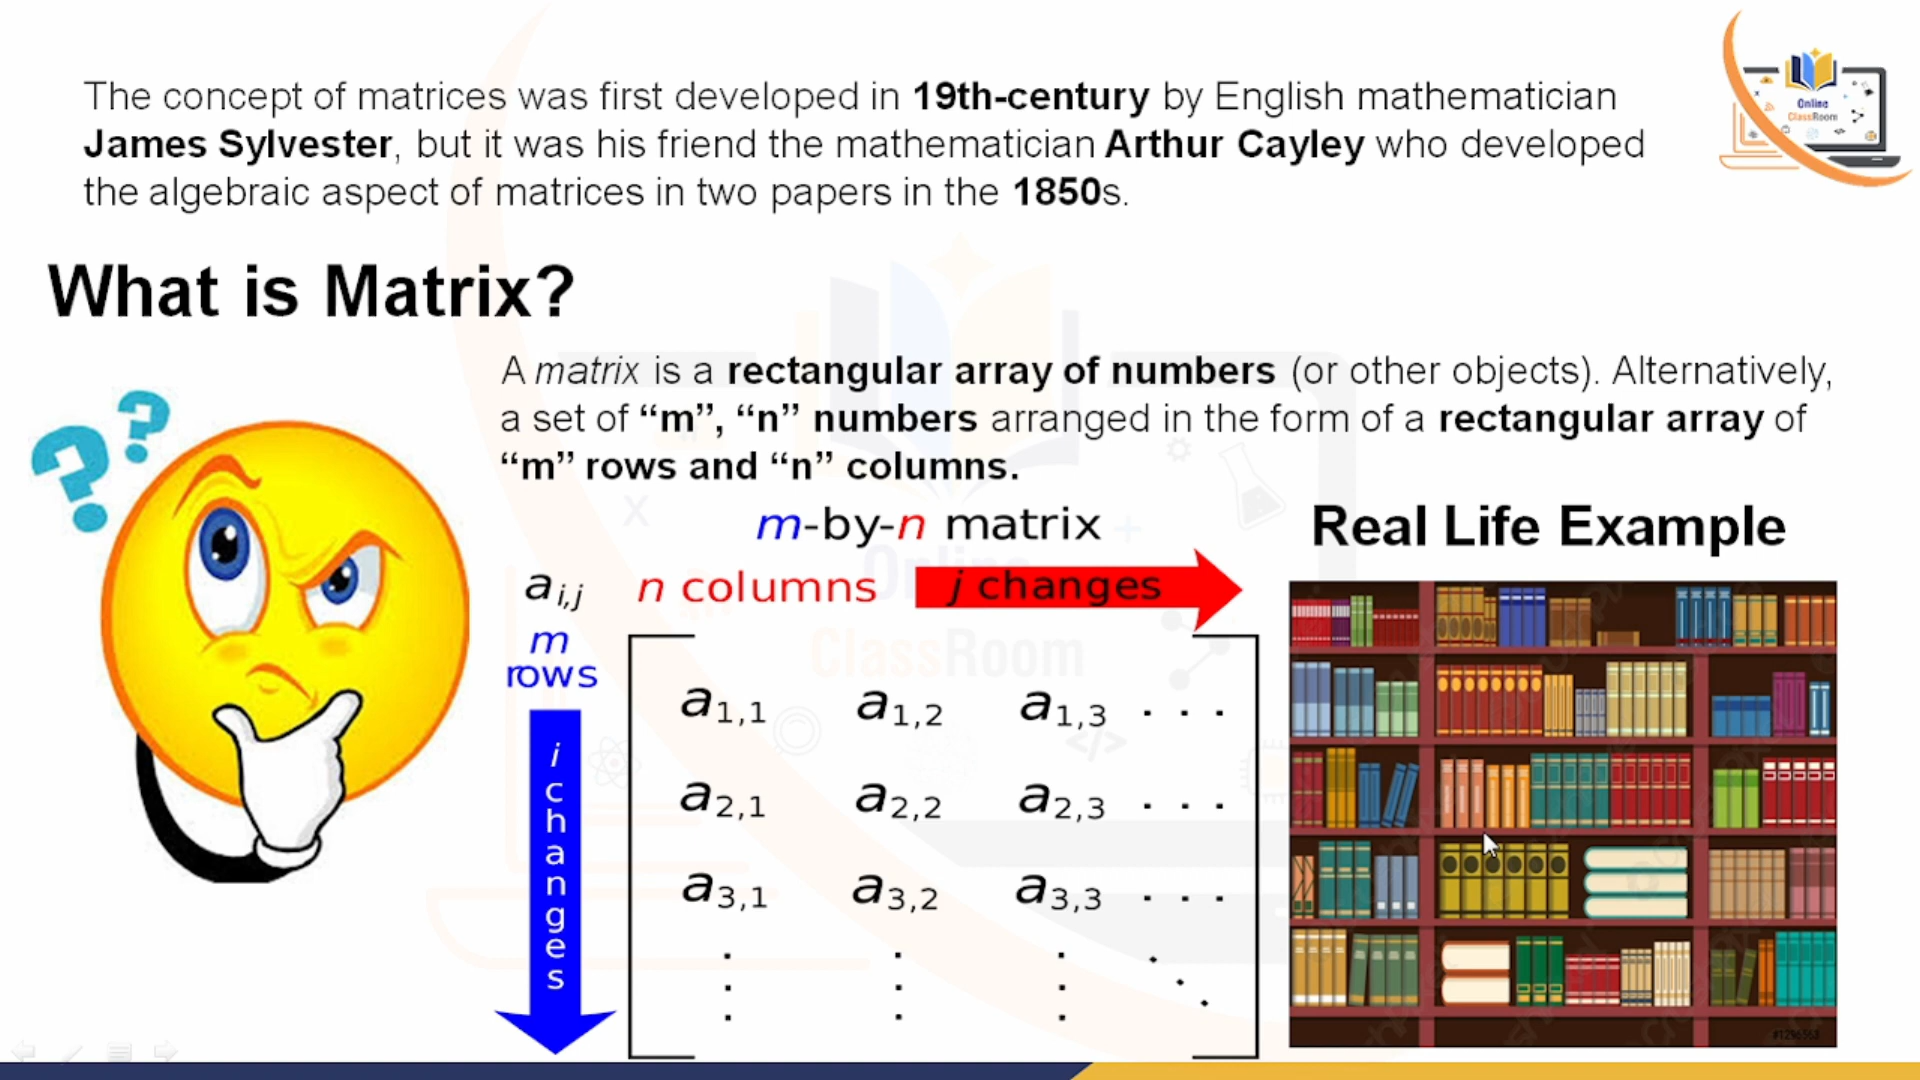 The concept of matrices was first developed in 19th-century by English mathematician
James Sylvester, but it was his friend the mathematician Arthur Cayley who developed
the algebraic aspect of matrices in two papers in the 1850s.
Online
ClassRoom
What is Matrix?
A matrix is a rectangular array of numbers (or other objects). Alternatively,
a set of “m”, “n” numbers arranged in the form of a rectangular array of
“m” rows and “n” columns.
m-by-n matrix
a i,j n columns j changes
m
rows
i changes
a1,1 a1,2 a1,3 . . .
a2,1 a2,2 a2,3 . . .
a3,1 a3,2 a3,3 . . .
Real Life Example
Online
ClassRoom